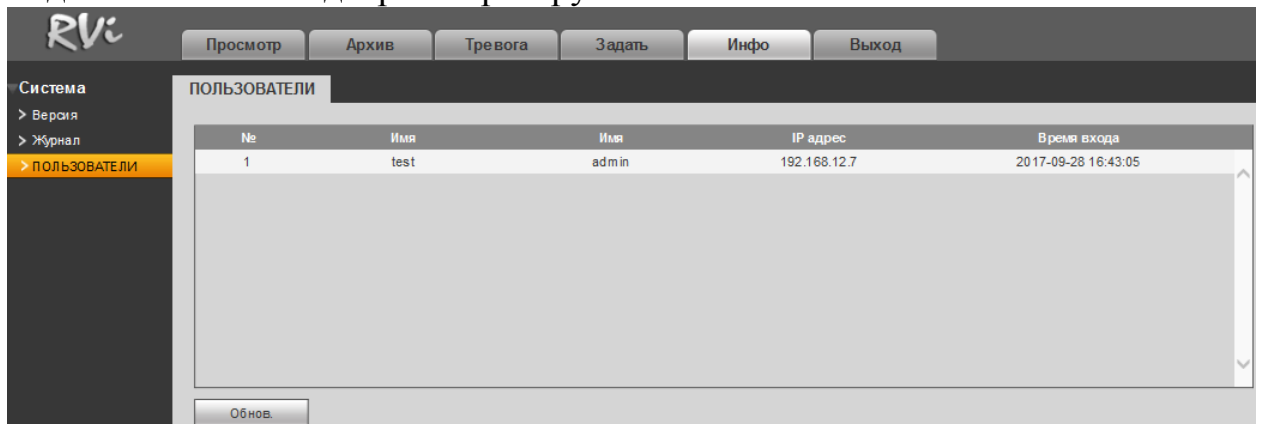 RVi
Просмотр Архив Тревога Задать Инфо Выход
Система
ПОЛЬЗОВАТЕЛИ
> Версия
> Журнал
> ПОЛЬЗОВАТЕЛИ
№ Имя Имя IP адрес Время входа
1 test admin 192.168.12.7 2017-09-28 16:43:05
Обнов.